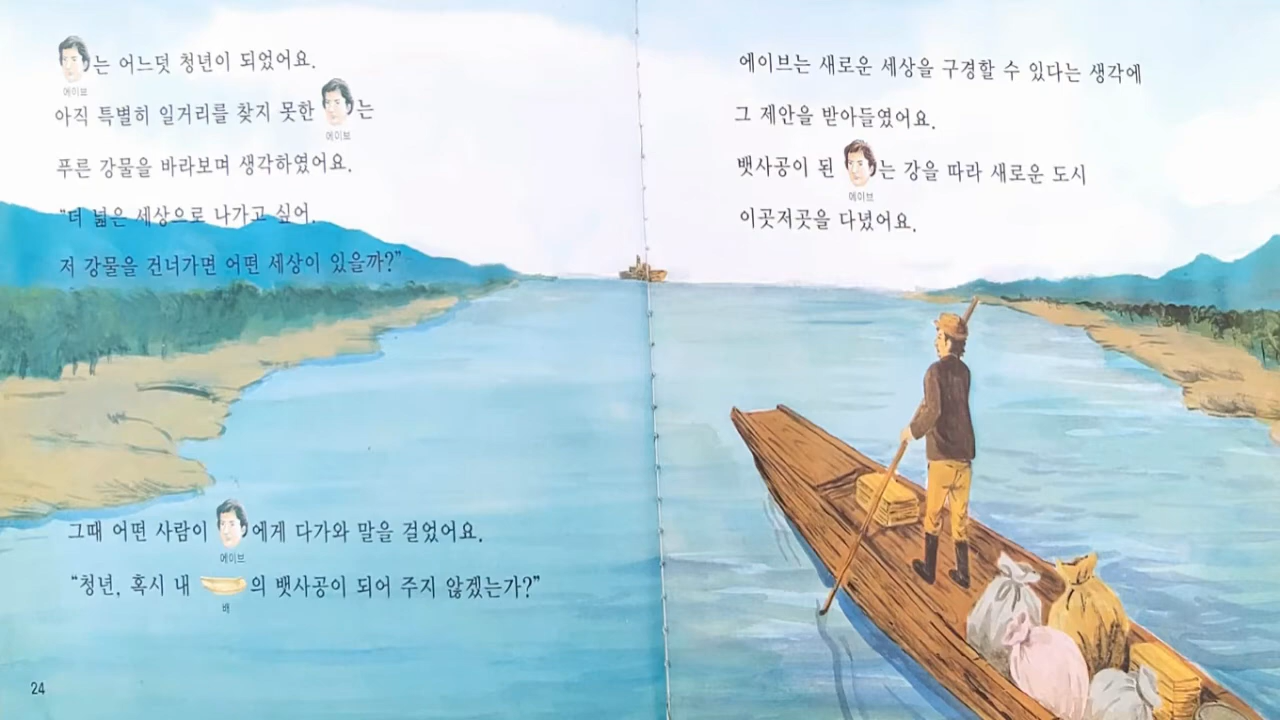 는 어느덧 청년이 되었어요.
에이브
아직 특별히 일거리를 찾지 못한 는
에이브
푸른 강물을 바라보며 생각하였어요.
“더 넓은 세상으로 나가고 싶어.
저 강물을 건너가면 어떤 세상이 있을까?”
그때 어떤 사람이 에게 다가와 말을 걸었어요.
에이브
“청년, 혹시 내 의 뱃사공이 되어 주지 않겠는가?”
배
24
에이브는 새로운 세상을 구경할 수 있다는 생각에
그 제안을 받아들였어요.
뱃사공이 된 는 강을 따라 새로운 도시
에이브
이곳저곳을 다녔어요.